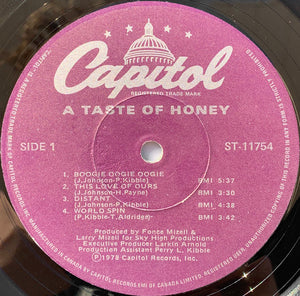 Capitol
REGISTERED TRADE MARK
A TASTE OF HONEY
SIDE 1
ST-11754
1 BOOGIE OOGIE OOGIE
(J.Johnson-P.Kibble) BMI 5:37
2 THIS LOVE OF OURS
(J.Johnson-H.Payne) BMI 3:30
3 DISTANT
(J.Johnson-P.Kibble) BMI 3:38
4 WORLD SPIN
(P.Kibble-T.Aldridge) BMI 3:42
Produced by Fonce Mizell &
Larry Mizell for Sky High Productions
Executive Producer Larkin Arnold
Production Assistant Perry L. Kibble
Ⓟ1978 Capitol Records, Inc.